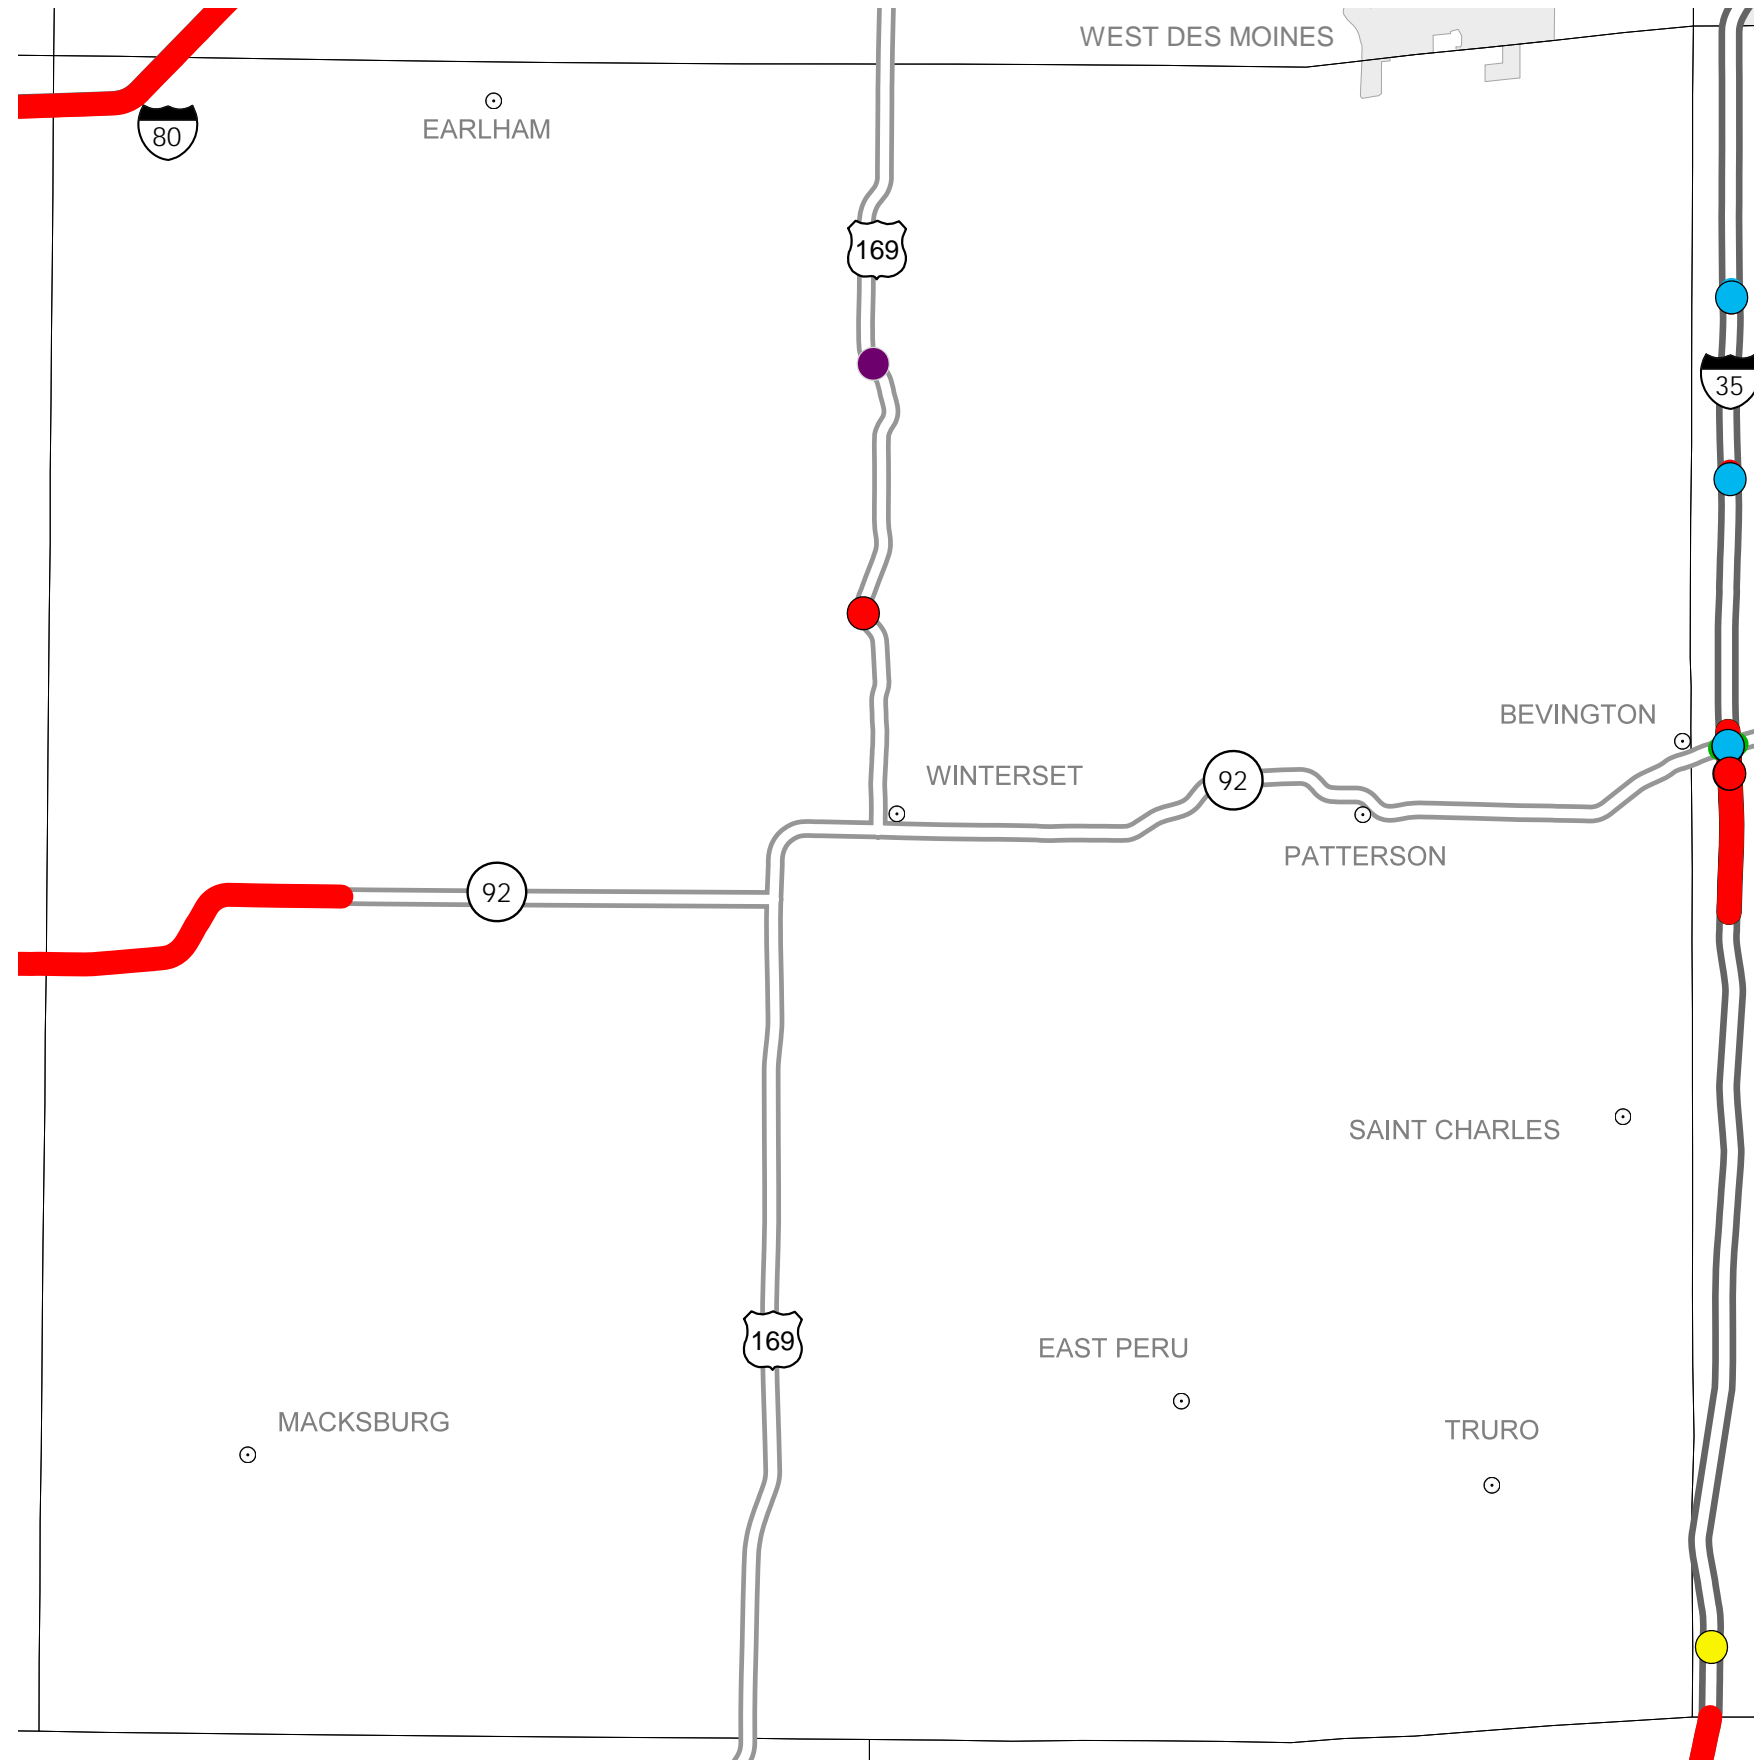 WEST DES MOINES
80
EARLHAM
169
35
BEVINGTON
WINTERSET
92
PATTERSON
92
SAINT CHARLES
169
EAST PERU
MACKSBURG
TRURO